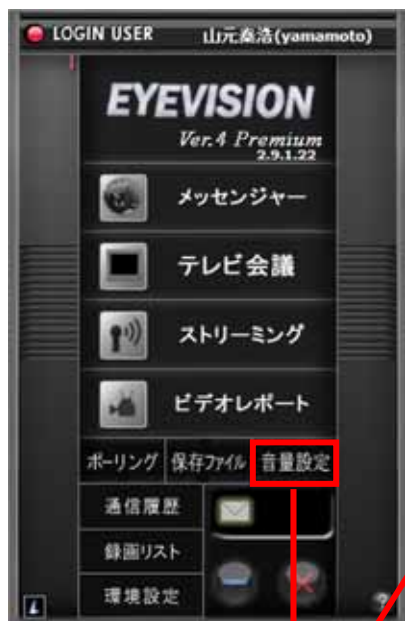 LOGIN USER 山元泰浩(yamamoto)
EYEVISION
Ver.4 Premium
2.9.1.22
メッセンジャー
テレビ会議
ストリーミング
ビデオレポート
ポーリング 保存ファイル 音量設定
通信履歴
録画リスト
環境設定
?